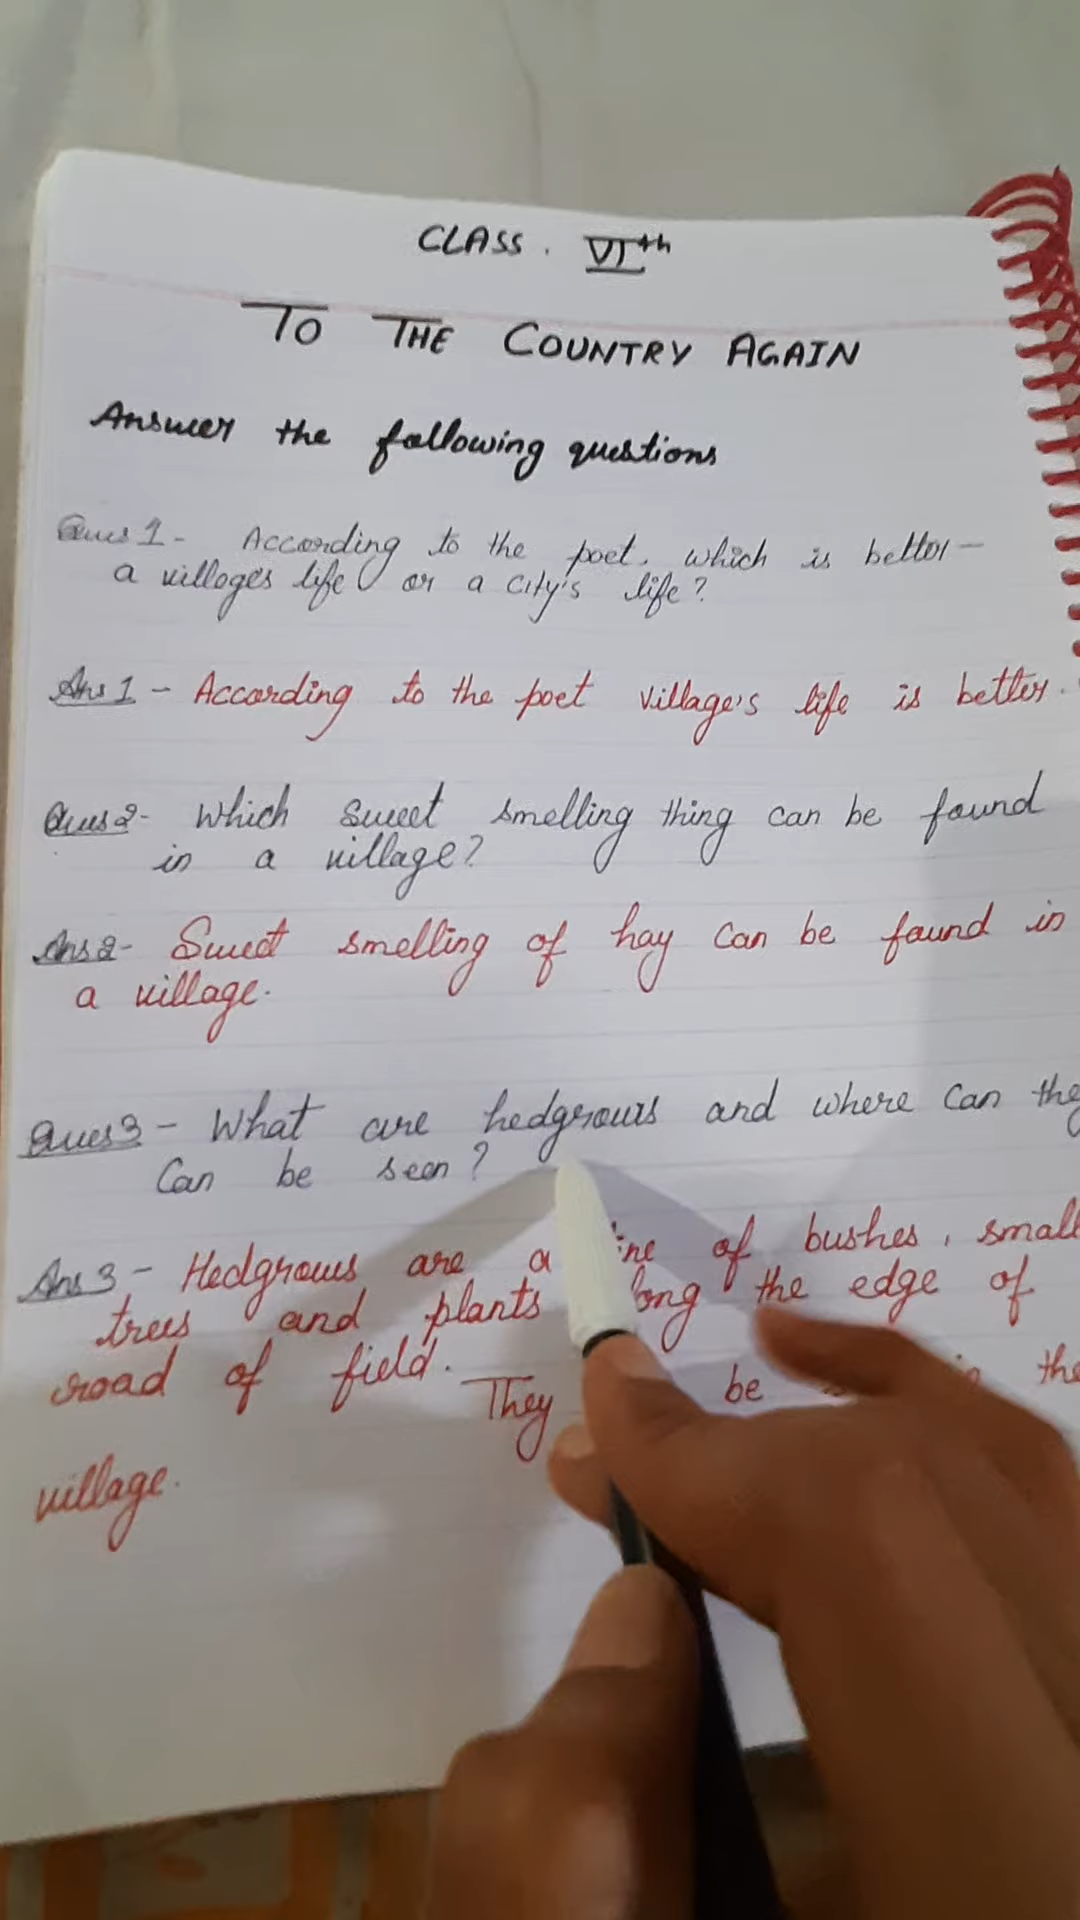 CLASS. VIth
TO THE COUNTRY AGAIN
Answer the following questions
Ques 1- According to the poet, which is better-
a village's life or a city's life?
Ans 1 - According to the poet village's life is better.
Ques 2- Which sweet smelling thing can be found
in a village?
Ans 2- Sweet smelling of hay can be found in
a village.
Ques 3 - What are hedgrows and where can the
can be seen?
Ans 3 - Hedgrows are a of bushes, small
trees and plants the edge of
road of field. They be the
village.